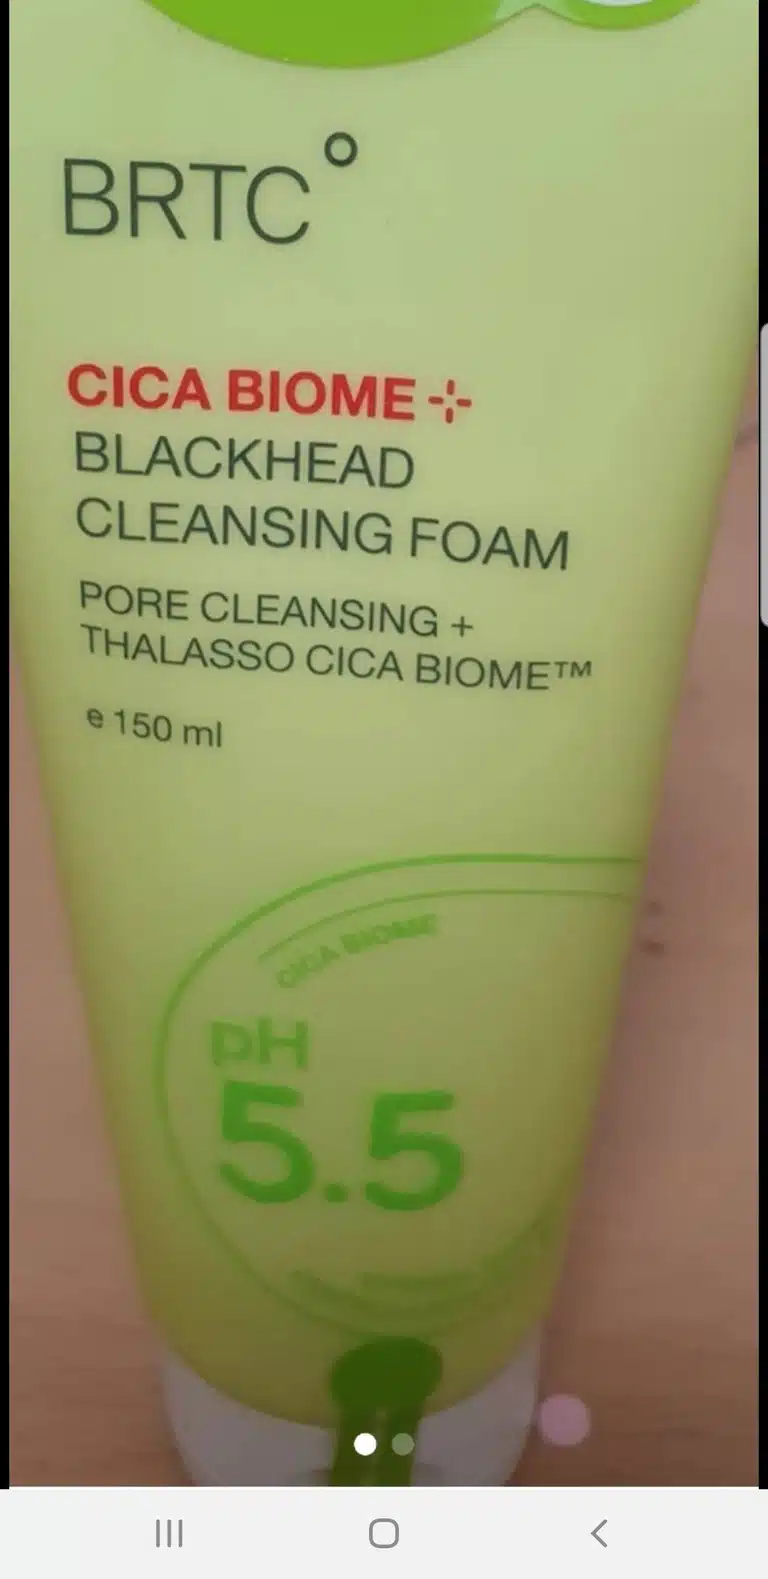 BRTC°
CICA BIOME
BLACKHEAD
CLEANSING FOAM
PORE CLEANSING +
THALASSO CICA BIOME™
e 150 ml
CICA BIOME
pH
5.5